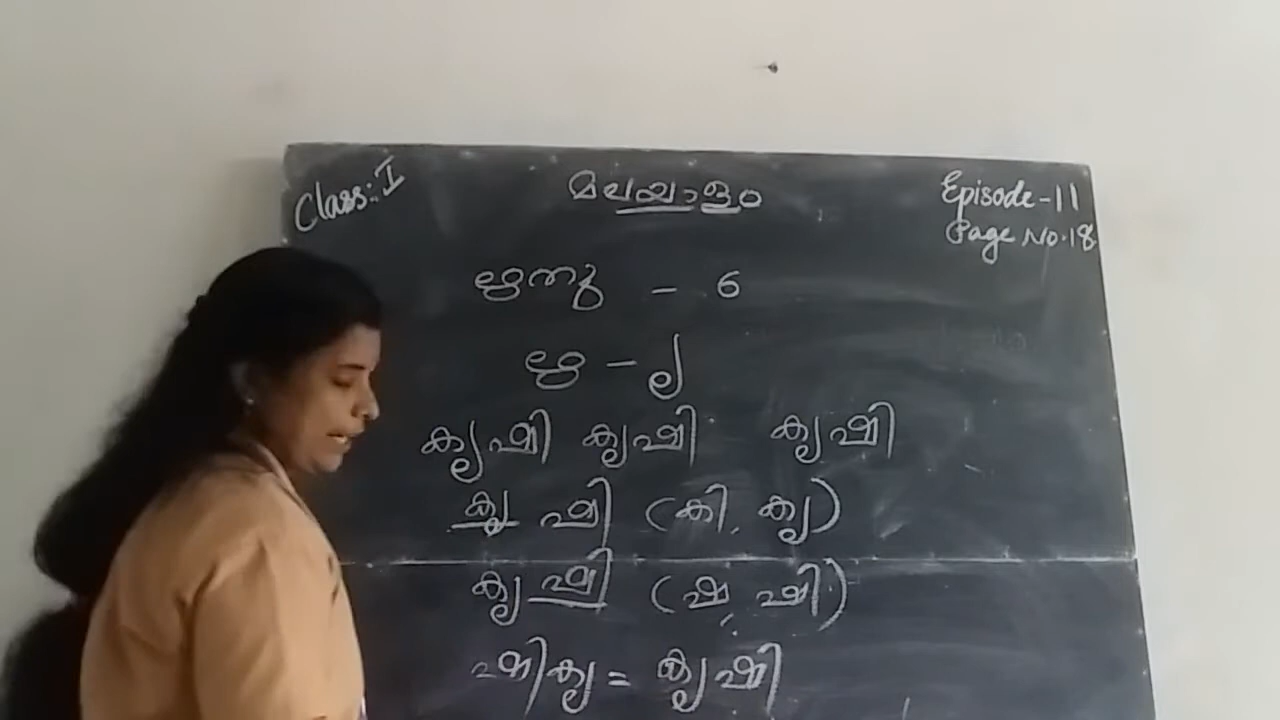 Class: I മലയാളം Episode-11
Page No.18
ഋതു - 6
ഋ - ൃ
കൃഷി കൃഷി കൃഷി
കൃ ഷി (കി, കൃ)
കൃഷി (ഷ, ഷി)
ഷികൃ = കൃഷി